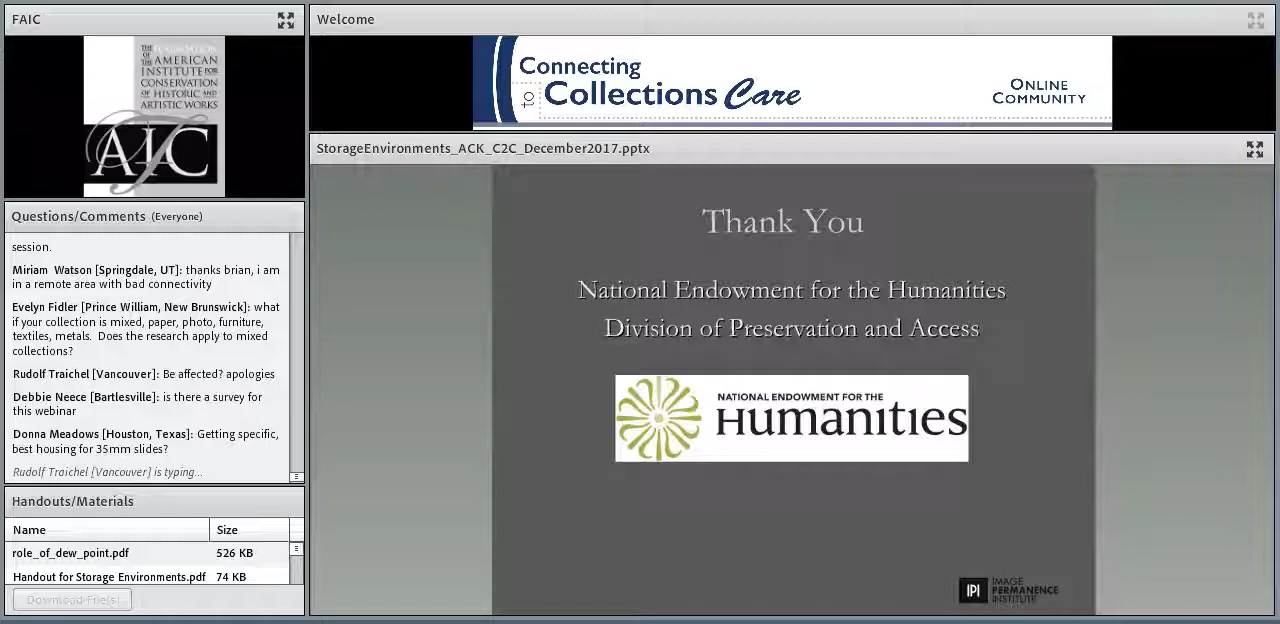 FAIC
THE FOUNDATION
OF THE AMERICAN
INSTITUTE FOR
CONSERVATION
OF HISTORIC AND
ARTISTIC WORKS
AIC
Questions/Comments (Everyone)
session.
Miriam Watson [Springdale, UT]: thanks brian, i am
in a remote area with bad connectivity
Evelyn Fidler [Prince William, New Brunswick]: what
if your collection is mixed, paper, photo, furniture,
textiles, metals. Does the research apply to mixed
collections?
Rudolf Traichel [Vancouver]: Be affected? apologies
Debbie Neece [Bartlesville]: is there a survey for
this webinar
Donna Meadows [Houston, Texas]: Getting specific,
best housing for 35mm slides?
Rudolf Traichel [Vancouver] is typing...
Handouts/Materials
Name Size
role_of_dew_point.pdf 526 KB
Handout for Storage Environments.pdf 74 KB
Download File(s)
Welcome
Connecting
to Collections Care
ONLINE
COMMUNITY
StorageEnvironments_ACK_C2C_December2017.pptx
Thank You
National Endowment for the Humanities
Division of Preservation and Access
NATIONAL ENDOWMENT FOR THE
Humanities
IPI
IMAGE
PERMANENCE
INSTITUTE